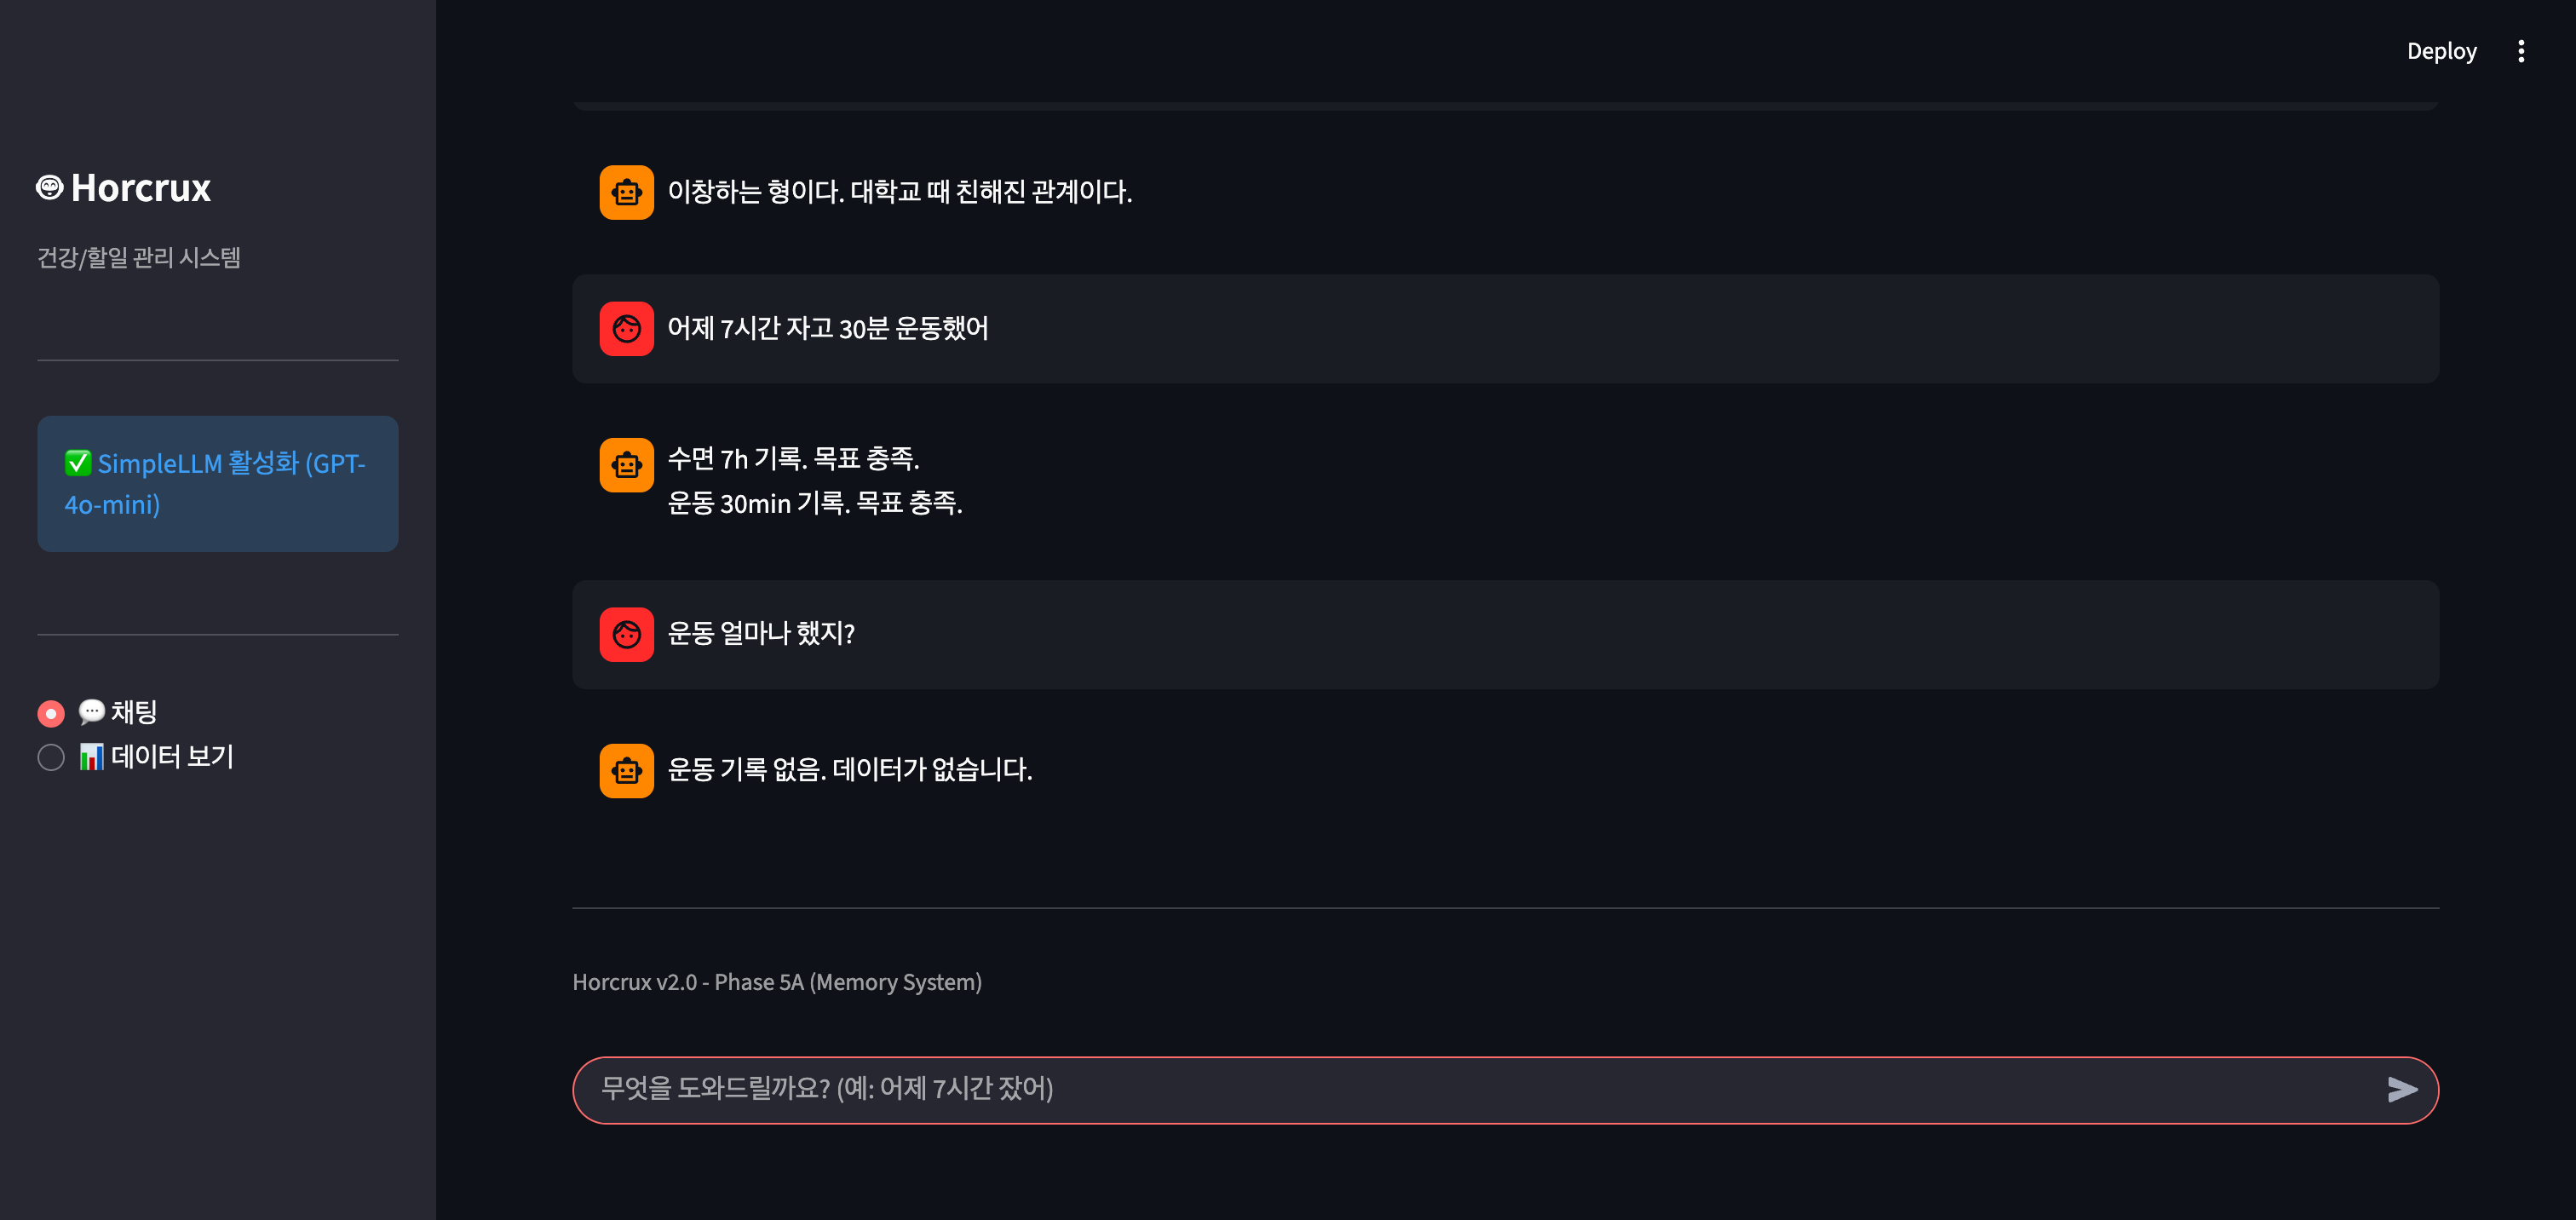 Deploy
Horcrux
건강/할일 관리 시스템
✅ SimpleLLM 활성화 (GPT-
4o-mini)
💬 채팅
📊 데이터 보기
이창하는 형이다. 대학교 때 친해진 관계이다.
어제 7시간 자고 30분 운동했어
수면 7h 기록. 목표 충족.
운동 30min 기록. 목표 충족.
운동 얼마나 했지?
운동 기록 없음. 데이터가 없습니다.
Horcrux v2.0 - Phase 5A (Memory System)
무엇을 도와드릴까요? (예: 어제 7시간 잤어)